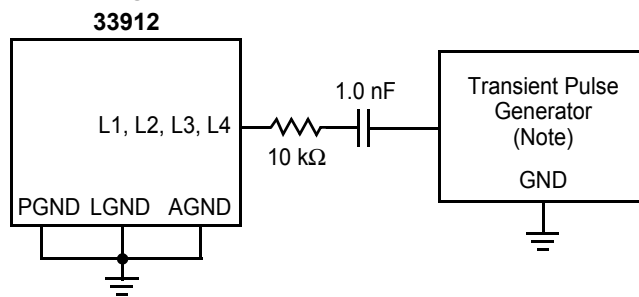 33912
L1, L2, L3, L4
10 kΩ
1.0 nF
Transient Pulse
Generator
(Note)
GND
PGND LGND AGND